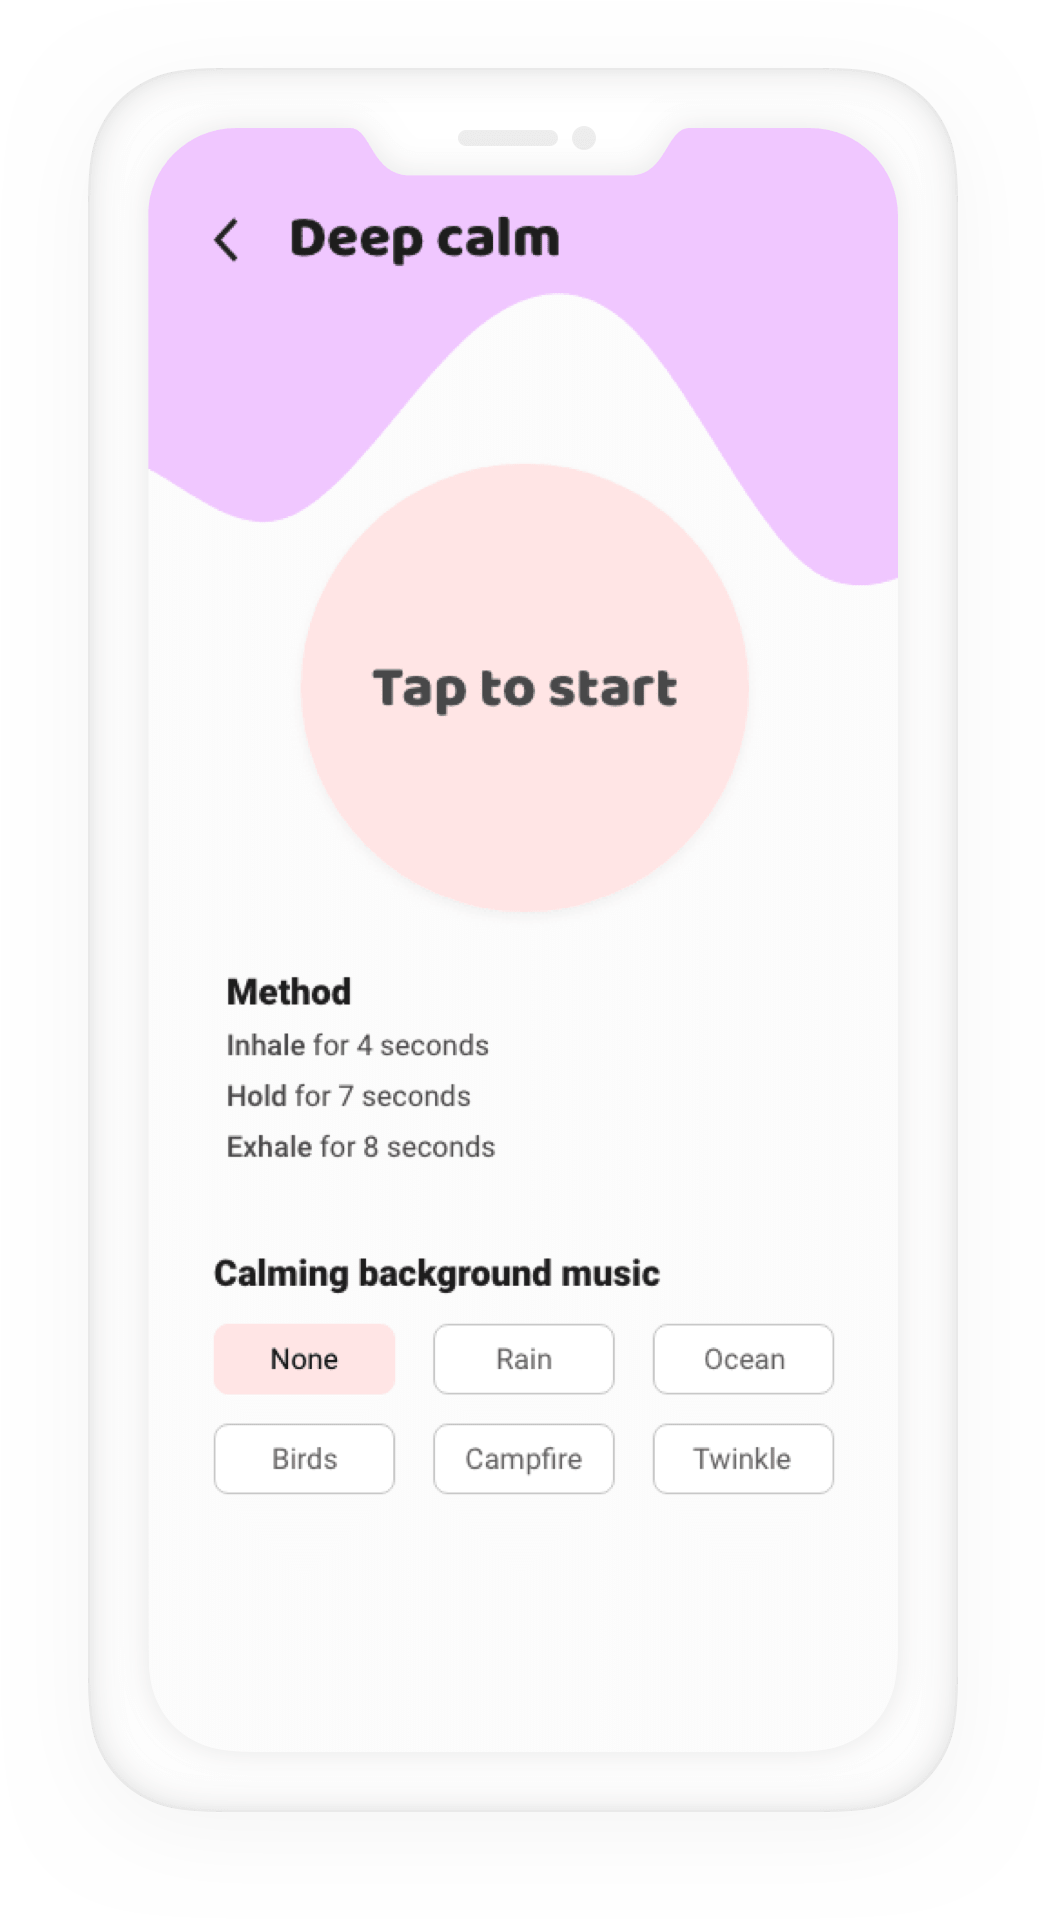 Deep calm
Tap to start
Method
Inhale for 4 seconds
Hold for 7 seconds
Exhale for 8 seconds
Calming background music
None Rain Ocean
Birds Campfire Twinkle